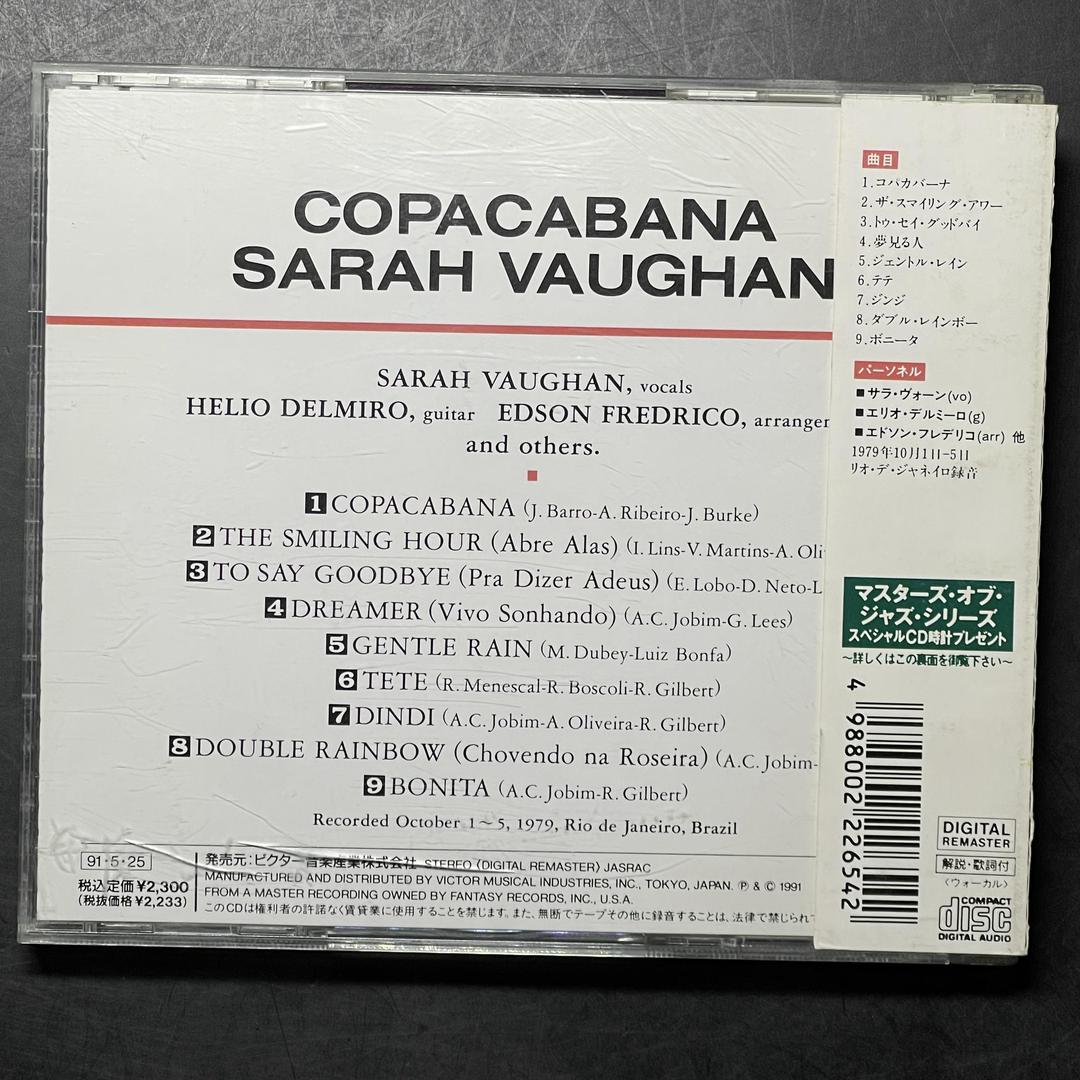 COPACABANA
SARAH VAUGHAN
SARAH VAUGHAN, vocals
HELIO DELMIRO, guitar EDSON FREDRICO, arranger
and others.
1 COPACABANA (J. Barro-A. Ribeiro-J. Burke)
2 THE SMILING HOUR (Abre Alas) (I. Lins-V. Martins-A. Oli
3 TO SAY GOODBYE (Pra Dizer Adeus) (E. Lobo-D. Neto-L
4 DREAMER (Vivo Sonhando) (A.C. Jobim-G. Lees)
5 GENTLE RAIN (M. Dubey-Luiz Bonfa)
6 TETE (R. Menescal-R. Boscoli-R. Gilbert)
7 DINDI (A.C. Jobim-A. Oliveira-R. Gilbert)
8 DOUBLE RAINBOW (Chovendo na Roseira) (A.C. Jobim-
9 BONITA (A.C. Jobim-R. Gilbert)
Recorded October 1～5, 1979, Rio de Janeiro, Brazil
91·5·25
税込定価¥2,300
(税抜価格¥2,233)
発売元：ビクター音楽産業株式会社 STEREO〈DIGITAL REMASTER〉JASRAC
MANUFACTURED AND DISTRIBUTED BY VICTOR MUSICAL INDUSTRIES, INC., TOKYO, JAPAN. Ⓟ & © 1991
FROM A MASTER RECORDING OWNED BY FANTASY RECORDS, INC., U.S.A.
このCDは権利者の許諾なく賃貸業に使用することを禁じます。また、無断でテープその他に録音することは、法律で禁じられて
曲目
1.コパカバーナ
2.ザ・スマイリング・アワー
3.トゥ・セイ・グッドバイ
4.夢見る人
5.ジェントル・レイン
6.テテ
7.ジンジ
8.ダブル・レインボー
9.ボニータ
パーソネル
■サラ・ヴォーン(vo)
■エリオ・デルミーロ(g)
■エドソン・フレデリコ(arr) 他
1979年10月1日-5日
リオ・デ・ジャネイロ録音
マスターズ・オブ・
ジャズ・シリーズ
スペシャルCD時計プレゼント
～詳しくはこの裏面を御覧下さい～
4 988002 226542
DIGITAL
REMASTER
解説・歌詞付
〈ヴォーカル〉
COMPACT
disc
DIGITAL AUDIO